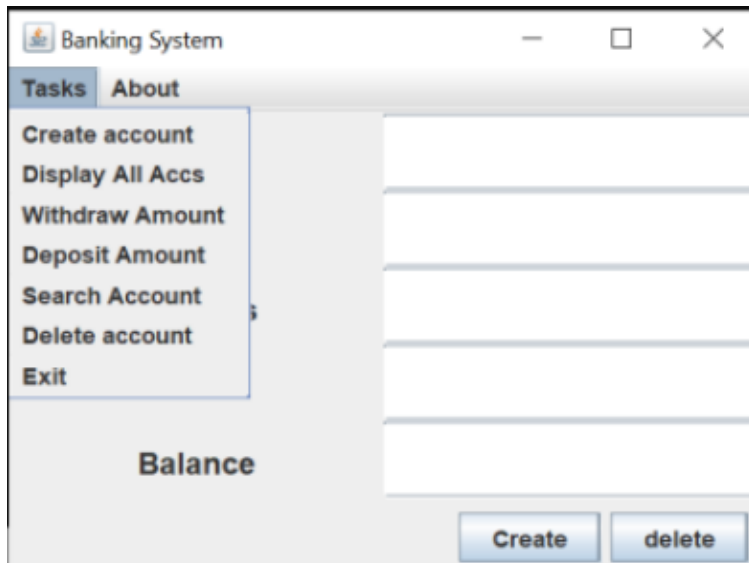 Banking System
Tasks About
Create account
Display All Accs
Withdraw Amount
Deposit Amount
Search Account
Delete account
Exit
Balance
Create delete